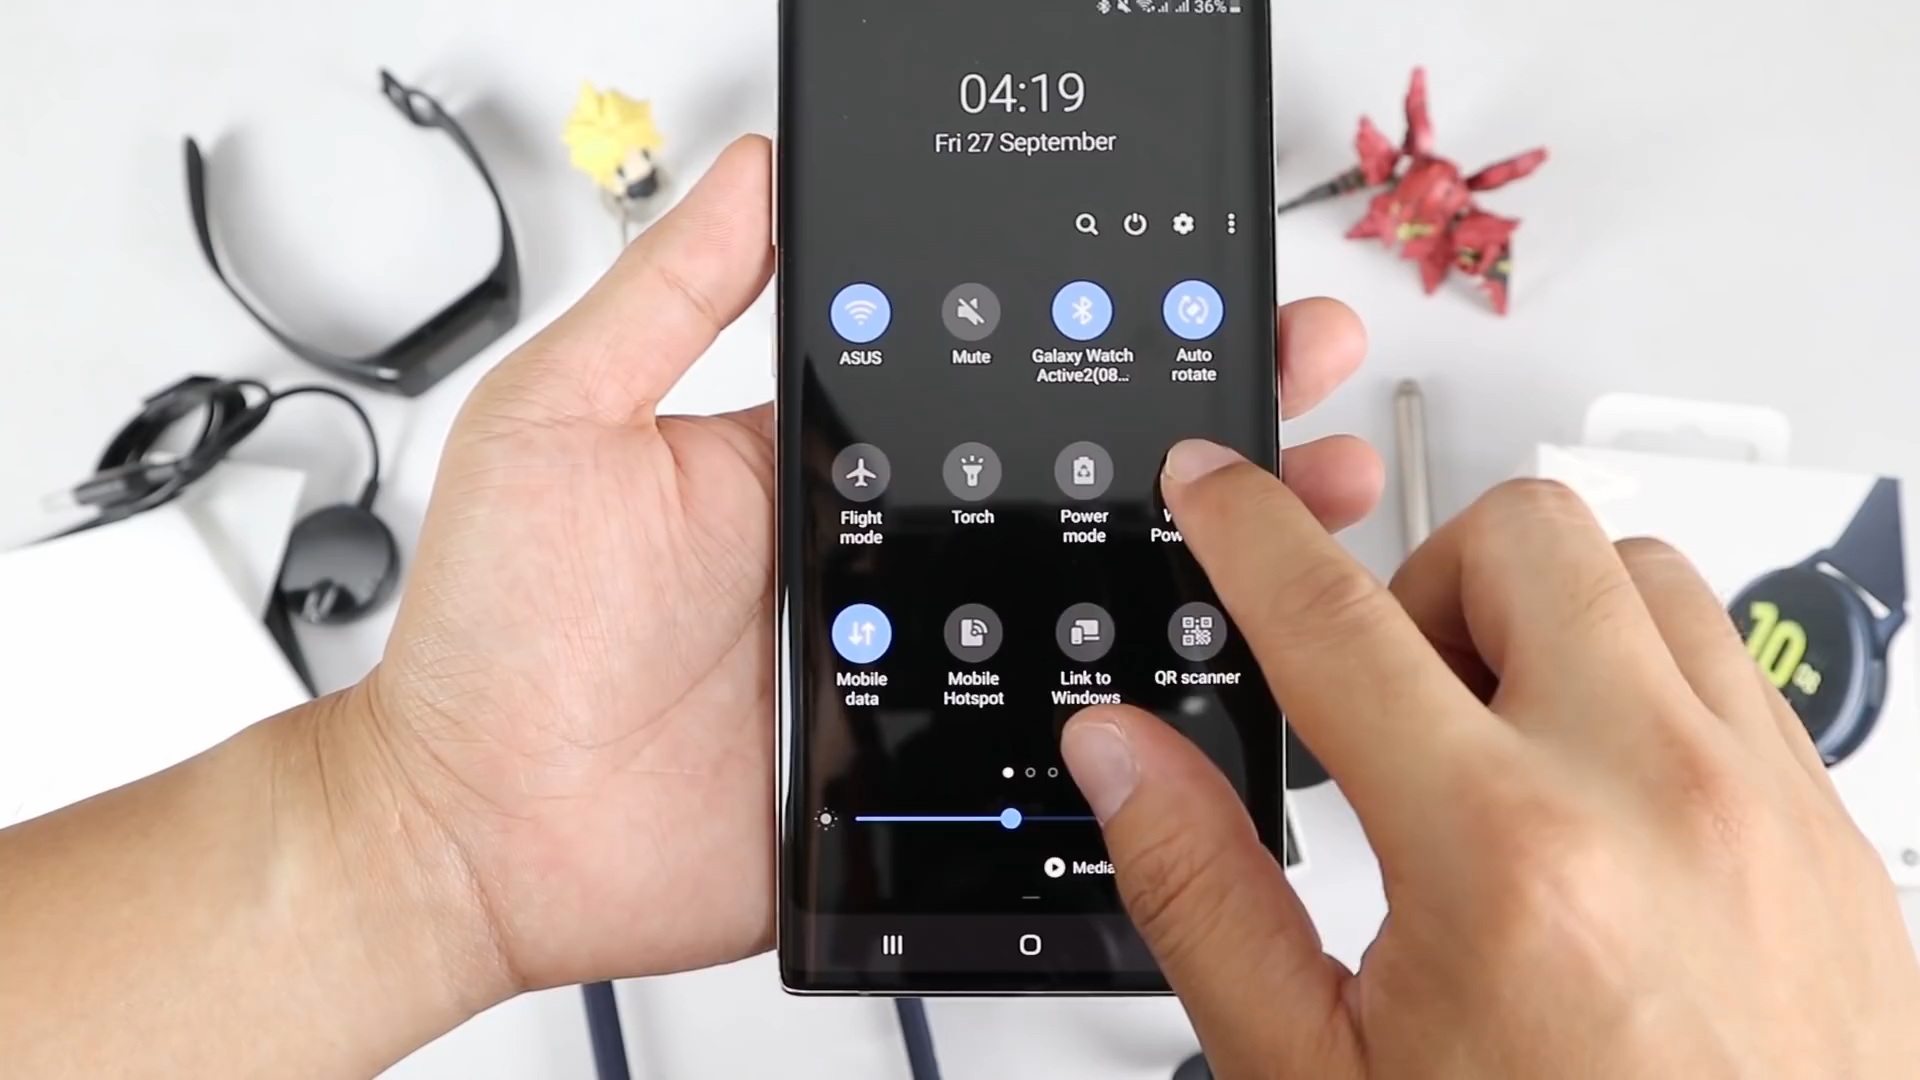 36%
04:19
Fri 27 September
ASUS
Mute
Galaxy Watch
Active2(08...
Auto
rotate
Flight
mode
Torch
Power
mode
Mobile
data
Mobile
Hotspot
Link to
Windows
QR scanner
Media
10